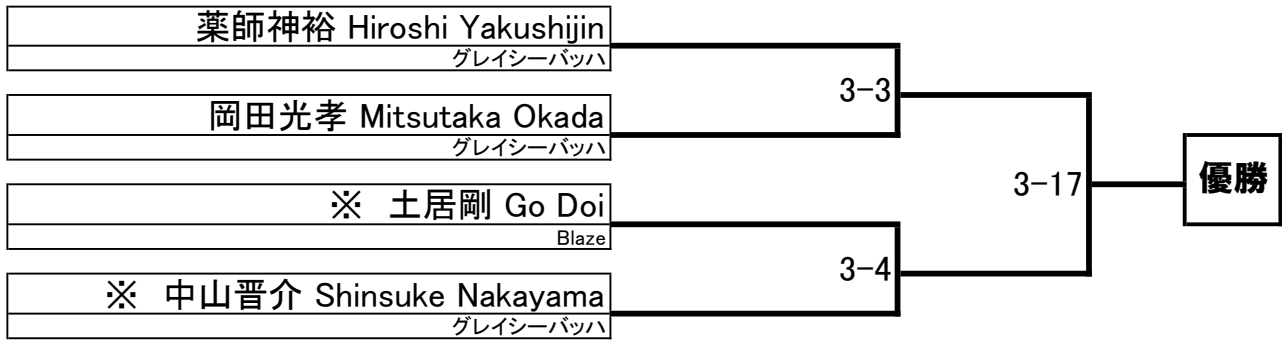 薬師神裕 Hiroshi Yakushijin
グレイシーバッハ
3-3
岡田光孝 Mitsutaka Okada
グレイシーバッハ
3-17
優勝
※ 土居剛 Go Doi
Blaze
3-4
※ 中山晋介 Shinsuke Nakayama
グレイシーバッハ